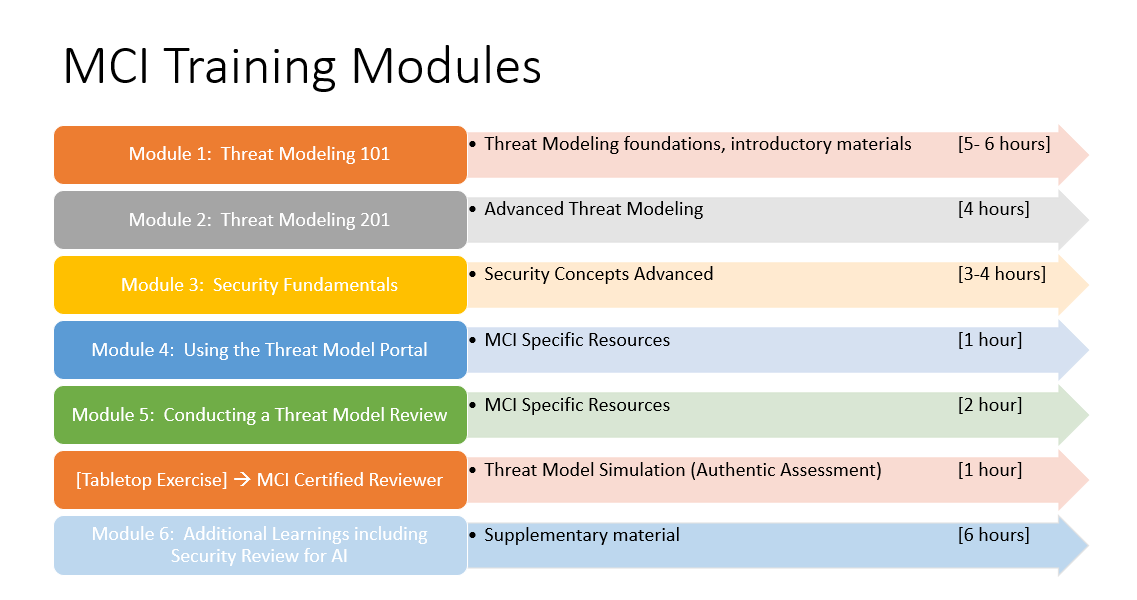 MCI Training Modules
Module 1:  Threat Modeling 101
• Threat Modeling foundations, introductory materials [5- 6 hours]
Module 2:  Threat Modeling 201
• Advanced Threat Modeling [4 hours]
Module 3:  Security Fundamentals
• Security Concepts Advanced [3-4 hours]
Module 4:  Using the Threat Model Portal
• MCI Specific Resources [1 hour]
Module 5:  Conducting a Threat Model Review
• MCI Specific Resources [2 hour]
[Tabletop Exercise] → MCI Certified Reviewer
• Threat Model Simulation (Authentic Assessment) [1 hour]
Module 6:  Additional Learnings including
Security Review for AI
• Supplementary material [6 hours]